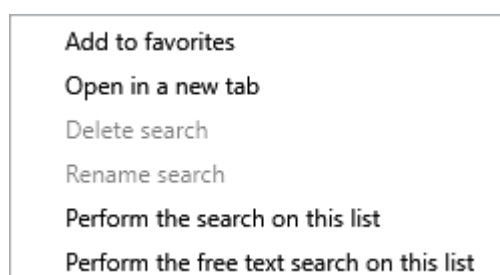 Add to favorites
Open in a new tab
Delete search
Rename search
Perform the search on this list
Perform the free text search on this list